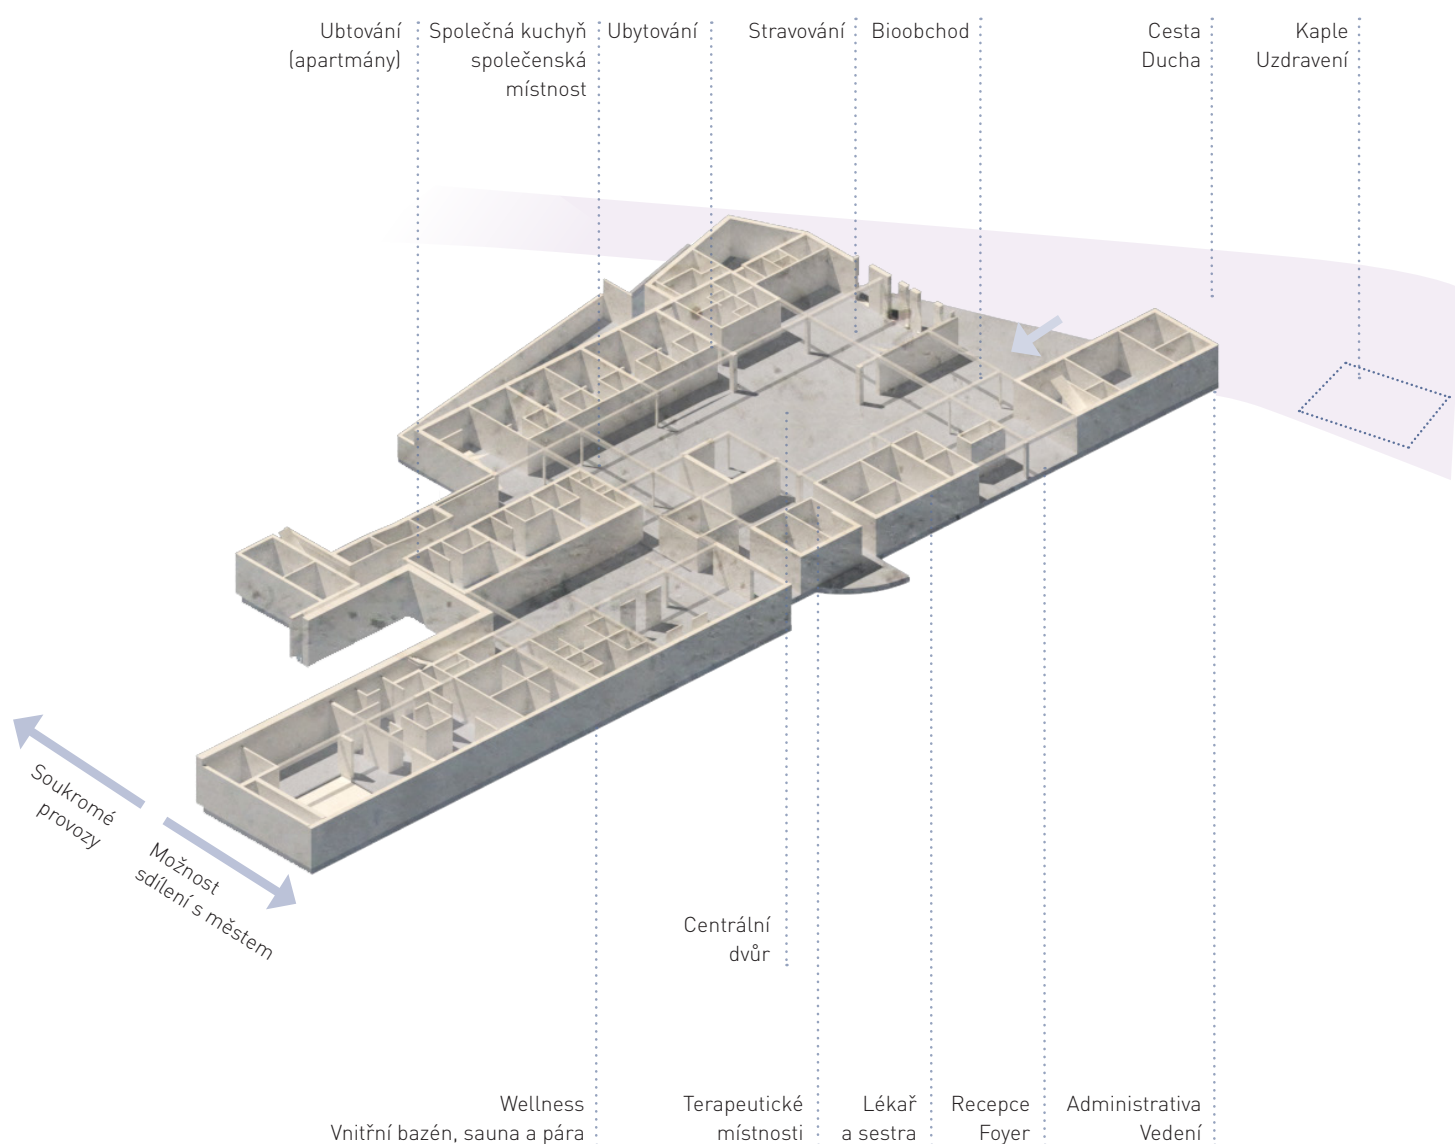 Ubtování
(apartmány)
Společná kuchyň
společenská
místnost
Ubytování
Stravování
Bioobchod
Cesta
Ducha
Kaple
Uzdravení
Soukromé
provozy
Možnost
sdílení s městem
Centrální
dvůr
Wellness
Vnitřní bazén, sauna a pára
Terapeutické
místnosti
Lékař
a sestra
Recepce
Foyer
Administrativa
Vedení